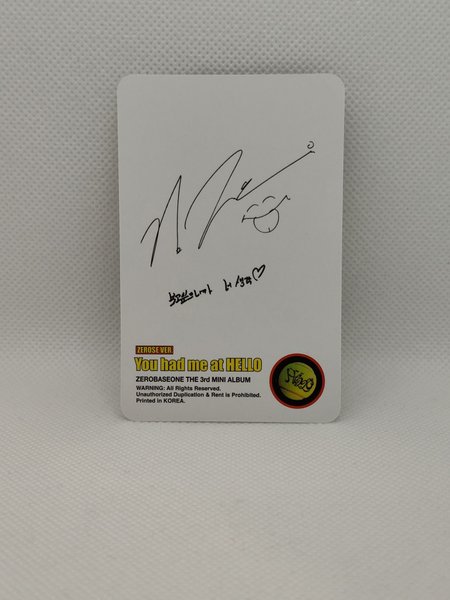 ZEROSE VER
You had me at HELLO
ZEROBASEONE THE 3rd MINI ALBUM
WARNING: All Rights Reserved.
Unauthorized Duplication & Rent is Prohibited.
Printed in KOREA.